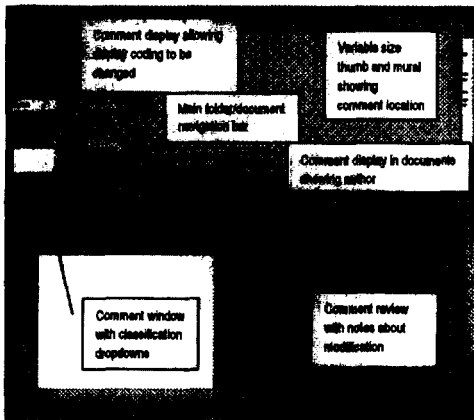 Comment display allowing
display coding to be
changed
Variable size
thumb and mural
showing
comment location
Main folder/document
navigation bar
Comment display in documents
showing author
Comment window
with classification
dropdowns
Comment review
with notes about
modification